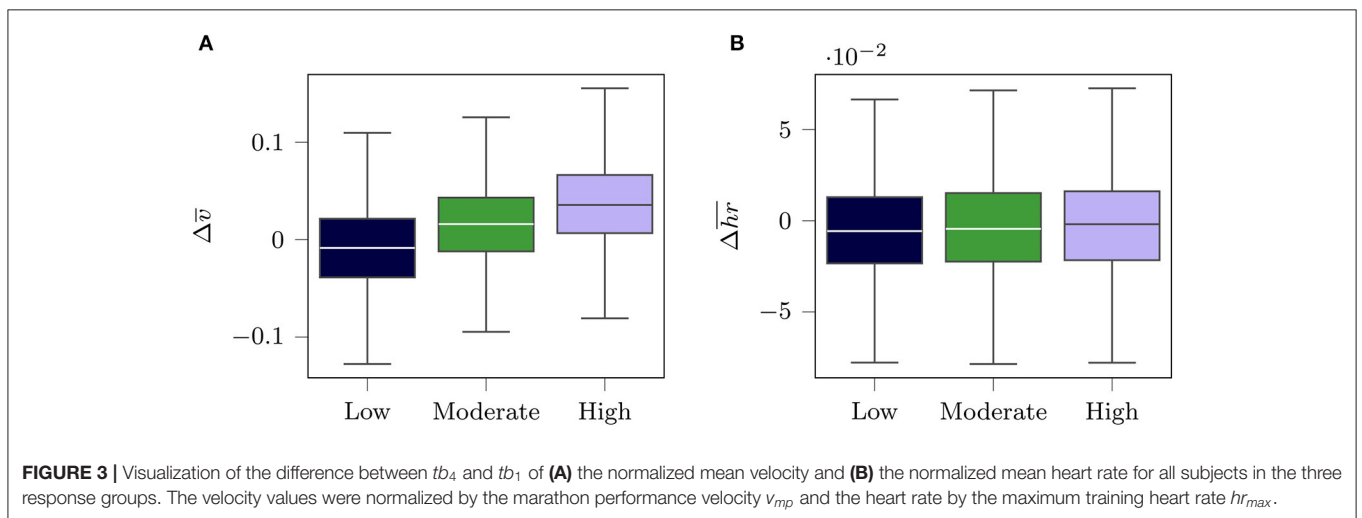 A
B
·10⁻²
0.1
0
−0.1
Δv̅
Low Moderate High
5
0
−5
Δh̅r̅
Low Moderate High
FIGURE 3 | Visualization of the difference between tb₄ and tb₁ of (A) the normalized mean velocity and (B) the normalized mean heart rate for all subjects in the three
response groups. The velocity values were normalized by the marathon performance velocity vₘₚ and the heart rate by the maximum training heart rate hrₘₐₓ.